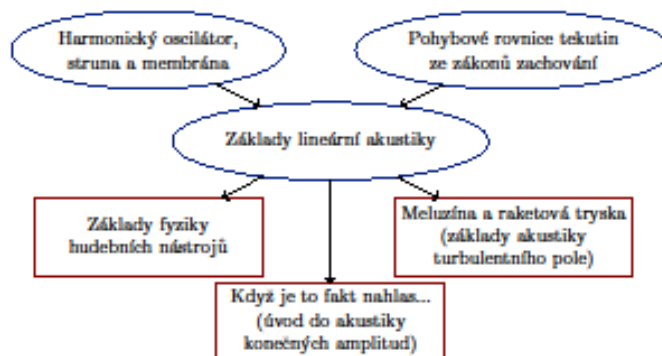 Harmonický oscilátor,
struna a membrána
Pohybové rovnice tekutin
ze zákonů zachování
Základy lineární akustiky
Základy fyziky
hudebních nástrojů
Meluzína a raketová tryska
(základy akustiky
turbulentního pole)
Když je to fakt nahlas...
(úvod do akustiky
konečných amplitud)